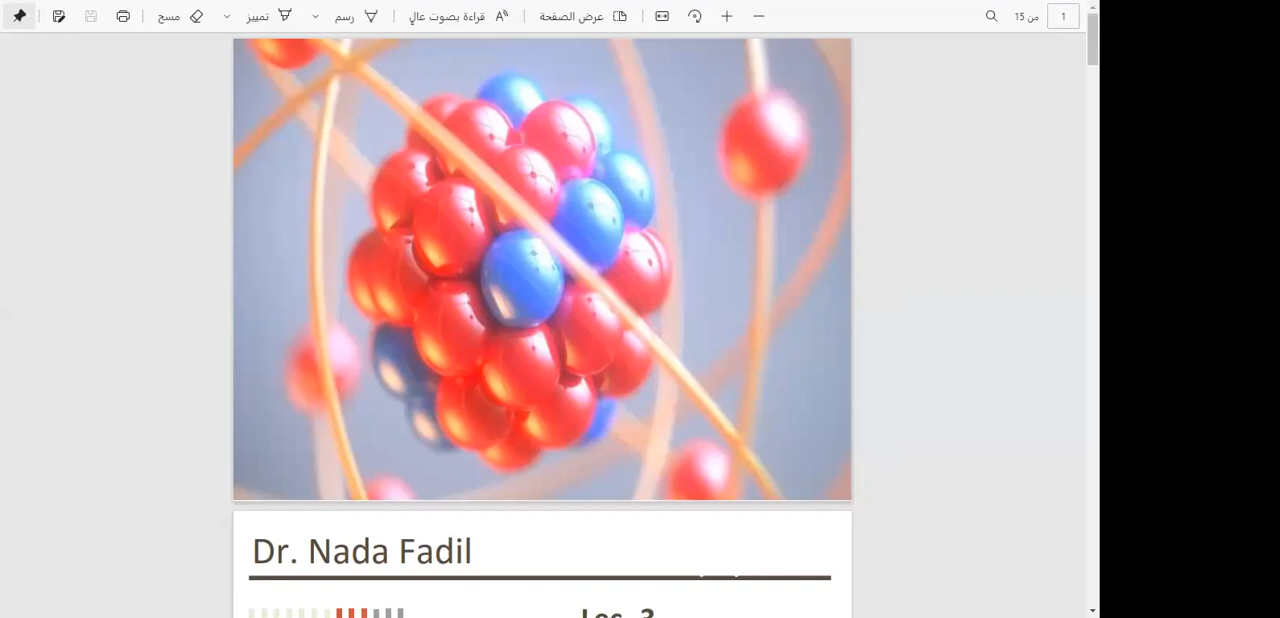 1 من 15 عرض الصفحة قراءة بصوت عالٍ رسم تمييز مسح
Dr. Nada Fadil